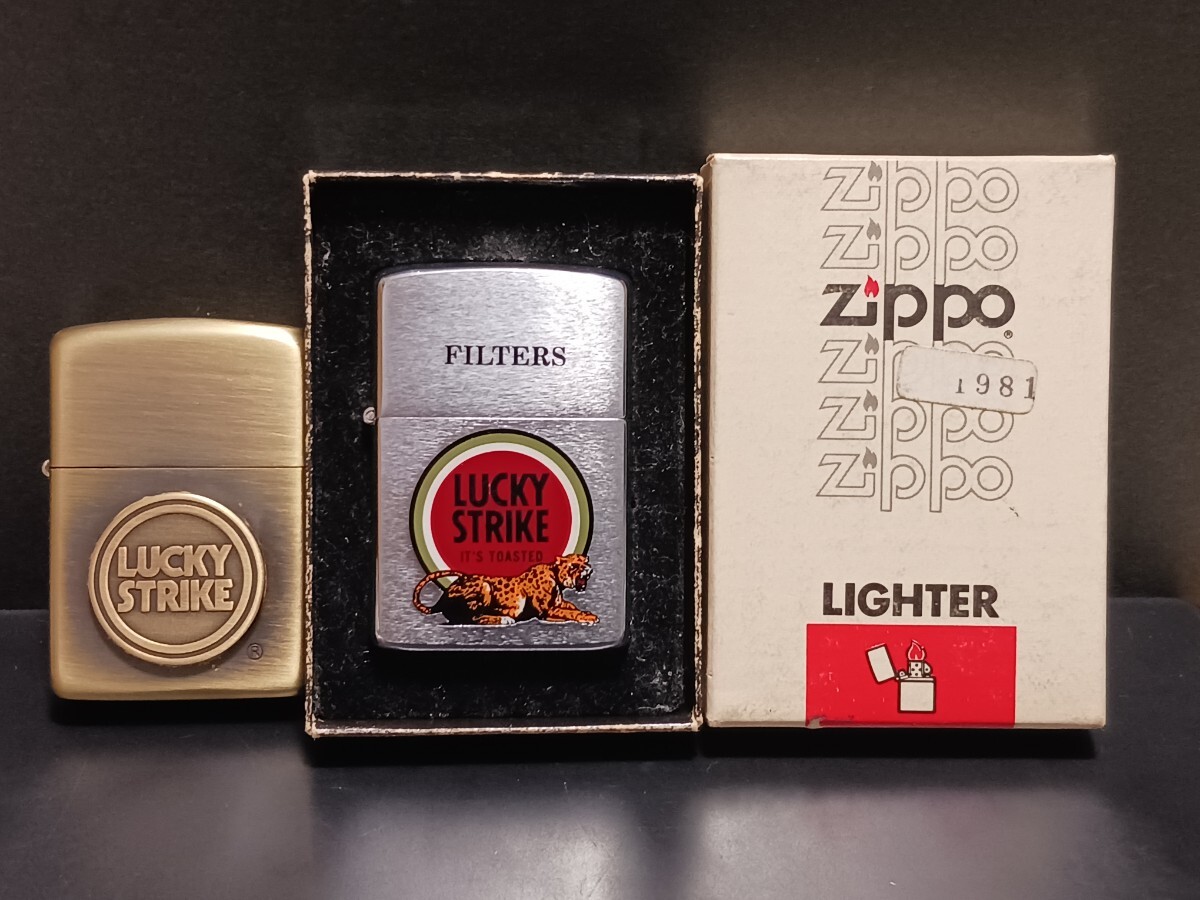 LUCKY
STRIKE
®
FILTERS
LUCKY
STRIKE
IT'S TOASTED
zippo
zippo
zippo®
zippo
zippo
zippo
1981
LIGHTER